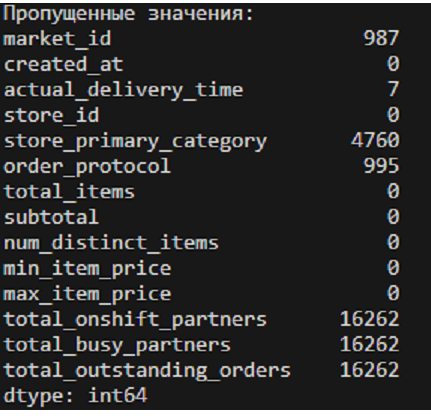 Пропущенные значения:
market_id 987
created_at 0
actual_delivery_time 7
store_id 0
store_primary_category 4760
order_protocol 995
total_items 0
subtotal 0
num_distinct_items 0
min_item_price 0
max_item_price 0
total_onshift_partners 16262
total_busy_partners 16262
total_outstanding_orders 16262
dtype: int64